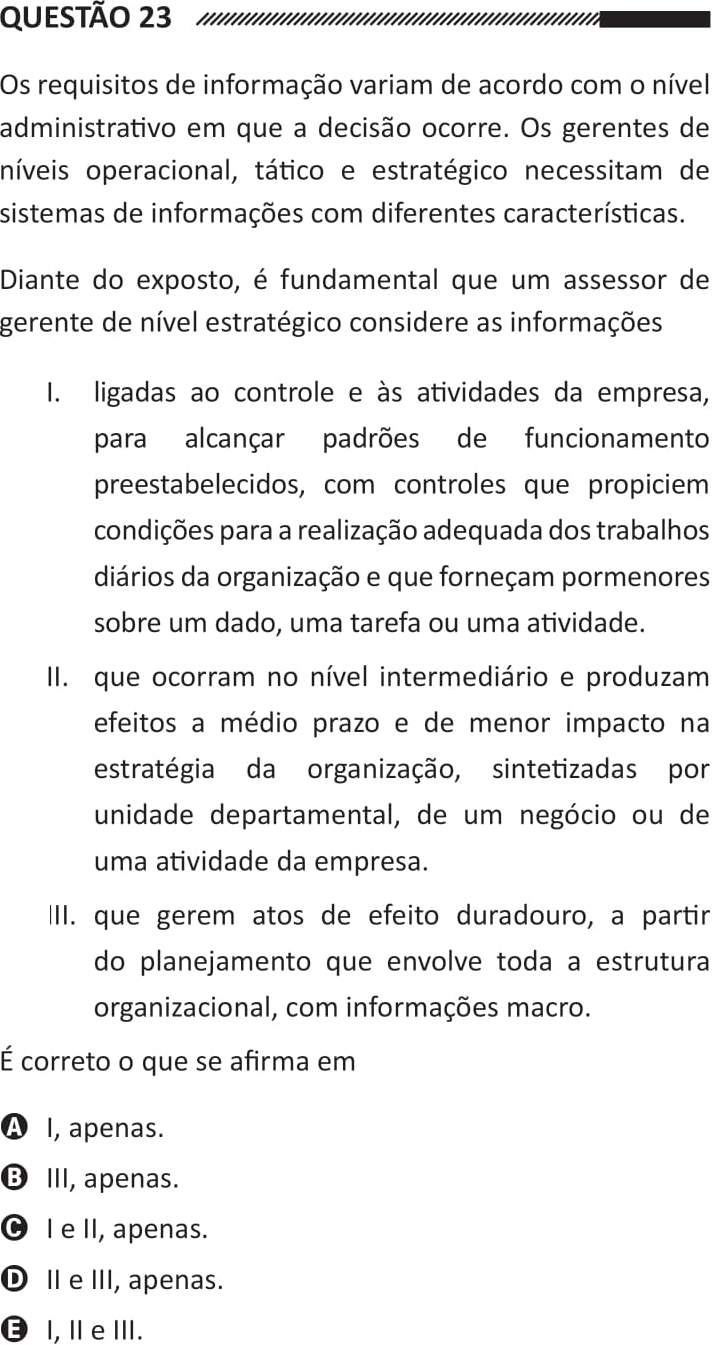 QUESTÃO 23
Os requisitos de informação variam de acordo com o nível
administrativo em que a decisão ocorre. Os gerentes de
níveis operacional, tático e estratégico necessitam de
sistemas de informações com diferentes características.
Diante do exposto, é fundamental que um assessor de
gerente de nível estratégico considere as informações
I. ligadas ao controle e às atividades da empresa,
para alcançar padrões de funcionamento
preestabelecidos, com controles que propiciem
condições para a realização adequada dos trabalhos
diários da organização e que forneçam pormenores
sobre um dado, uma tarefa ou uma atividade.
II. que ocorram no nível intermediário e produzam
efeitos a médio prazo e de menor impacto na
estratégia da organização, sintetizadas por
unidade departamental, de um negócio ou de
uma atividade da empresa.
III. que gerem atos de efeito duradouro, a partir
do planejamento que envolve toda a estrutura
organizacional, com informações macro.
É correto o que se afirma em
A I, apenas.
B III, apenas.
C I e II, apenas.
D II e III, apenas.
E I, II e III.